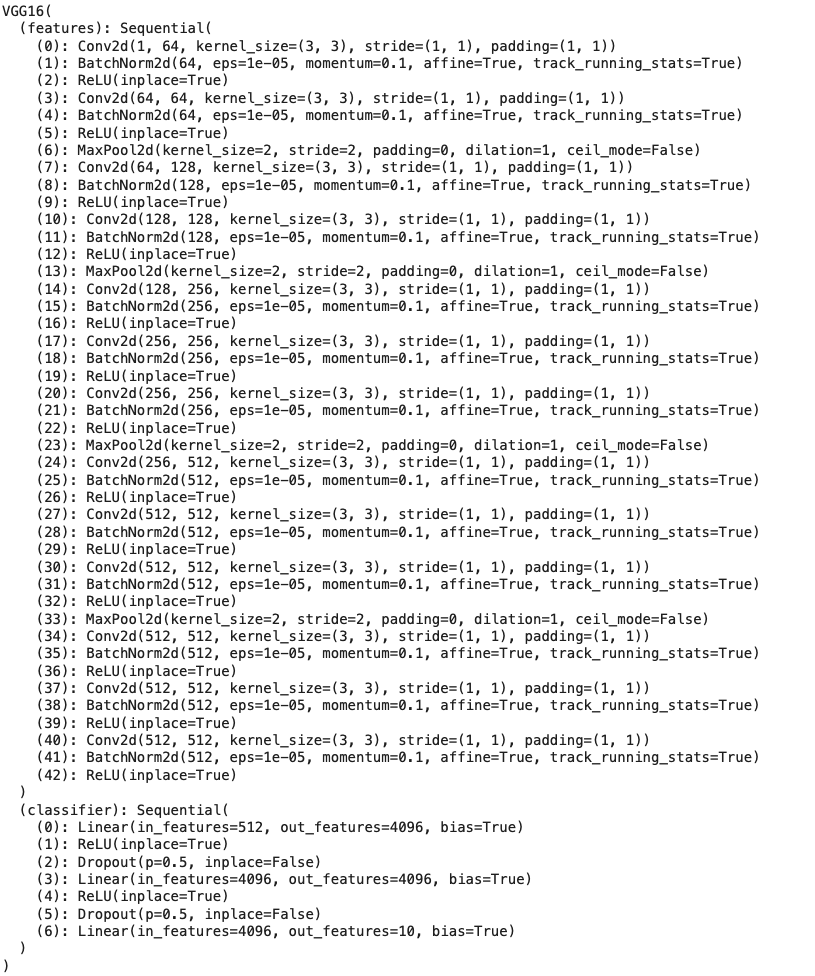 VGG16(
  (features): Sequential(
    (0): Conv2d(1, 64, kernel_size=(3, 3), stride=(1, 1), padding=(1, 1))
    (1): BatchNorm2d(64, eps=1e-05, momentum=0.1, affine=True, track_running_stats=True)
    (2): ReLU(inplace=True)
    (3): Conv2d(64, 64, kernel_size=(3, 3), stride=(1, 1), padding=(1, 1))
    (4): BatchNorm2d(64, eps=1e-05, momentum=0.1, affine=True, track_running_stats=True)
    (5): ReLU(inplace=True)
    (6): MaxPool2d(kernel_size=2, stride=2, padding=0, dilation=1, ceil_mode=False)
    (7): Conv2d(64, 128, kernel_size=(3, 3), stride=(1, 1), padding=(1, 1))
    (8): BatchNorm2d(128, eps=1e-05, momentum=0.1, affine=True, track_running_stats=True)
    (9): ReLU(inplace=True)
    (10): Conv2d(128, 128, kernel_size=(3, 3), stride=(1, 1), padding=(1, 1))
    (11): BatchNorm2d(128, eps=1e-05, momentum=0.1, affine=True, track_running_stats=True)
    (12): ReLU(inplace=True)
    (13): MaxPool2d(kernel_size=2, stride=2, padding=0, dilation=1, ceil_mode=False)
    (14): Conv2d(128, 256, kernel_size=(3, 3), stride=(1, 1), padding=(1, 1))
    (15): BatchNorm2d(256, eps=1e-05, momentum=0.1, affine=True, track_running_stats=True)
    (16): ReLU(inplace=True)
    (17): Conv2d(256, 256, kernel_size=(3, 3), stride=(1, 1), padding=(1, 1))
    (18): BatchNorm2d(256, eps=1e-05, momentum=0.1, affine=True, track_running_stats=True)
    (19): ReLU(inplace=True)
    (20): Conv2d(256, 256, kernel_size=(3, 3), stride=(1, 1), padding=(1, 1))
    (21): BatchNorm2d(256, eps=1e-05, momentum=0.1, affine=True, track_running_stats=True)
    (22): ReLU(inplace=True)
    (23): MaxPool2d(kernel_size=2, stride=2, padding=0, dilation=1, ceil_mode=False)
    (24): Conv2d(256, 512, kernel_size=(3, 3), stride=(1, 1), padding=(1, 1))
    (25): BatchNorm2d(512, eps=1e-05, momentum=0.1, affine=True, track_running_stats=True)
    (26): ReLU(inplace=True)
    (27): Conv2d(512, 512, kernel_size=(3, 3), stride=(1, 1), padding=(1, 1))
    (28): BatchNorm2d(512, eps=1e-05, momentum=0.1, affine=True, track_running_stats=True)
    (29): ReLU(inplace=True)
    (30): Conv2d(512, 512, kernel_size=(3, 3), stride=(1, 1), padding=(1, 1))
    (31): BatchNorm2d(512, eps=1e-05, momentum=0.1, affine=True, track_running_stats=True)
    (32): ReLU(inplace=True)
    (33): MaxPool2d(kernel_size=2, stride=2, padding=0, dilation=1, ceil_mode=False)
    (34): Conv2d(512, 512, kernel_size=(3, 3), stride=(1, 1), padding=(1, 1))
    (35): BatchNorm2d(512, eps=1e-05, momentum=0.1, affine=True, track_running_stats=True)
    (36): ReLU(inplace=True)
    (37): Conv2d(512, 512, kernel_size=(3, 3), stride=(1, 1), padding=(1, 1))
    (38): BatchNorm2d(512, eps=1e-05, momentum=0.1, affine=True, track_running_stats=True)
    (39): ReLU(inplace=True)
    (40): Conv2d(512, 512, kernel_size=(3, 3), stride=(1, 1), padding=(1, 1))
    (41): BatchNorm2d(512, eps=1e-05, momentum=0.1, affine=True, track_running_stats=True)
    (42): ReLU(inplace=True)
  )
  (classifier): Sequential(
    (0): Linear(in_features=512, out_features=4096, bias=True)
    (1): ReLU(inplace=True)
    (2): Dropout(p=0.5, inplace=False)
    (3): Linear(in_features=4096, out_features=4096, bias=True)
    (4): ReLU(inplace=True)
    (5): Dropout(p=0.5, inplace=False)
    (6): Linear(in_features=4096, out_features=10, bias=True)
  )
)